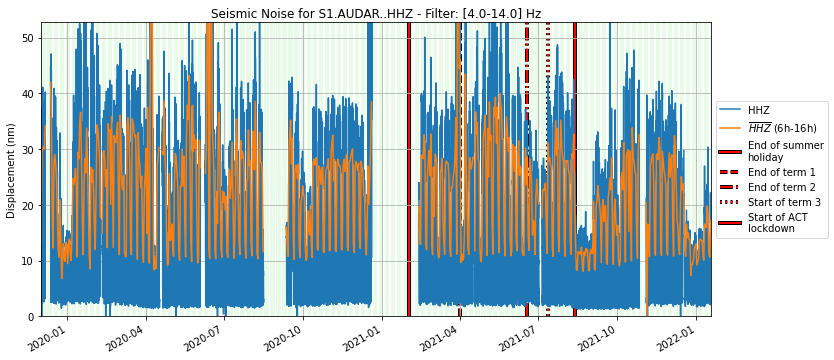 Seismic Noise for S1.AUDAR..HHZ - Filter: [4.0-14.0] Hz
Displacement (nm)
50
40
30
20
10
0
2020-01
2020-04
2020-07
2020-10
2021-01
2021-04
2021-07
2021-10
2022-01
HHZ
HHZ (6h-16h)
End of summer
holiday
End of term 1
End of term 2
Start of term 3
Start of ACT
lockdown